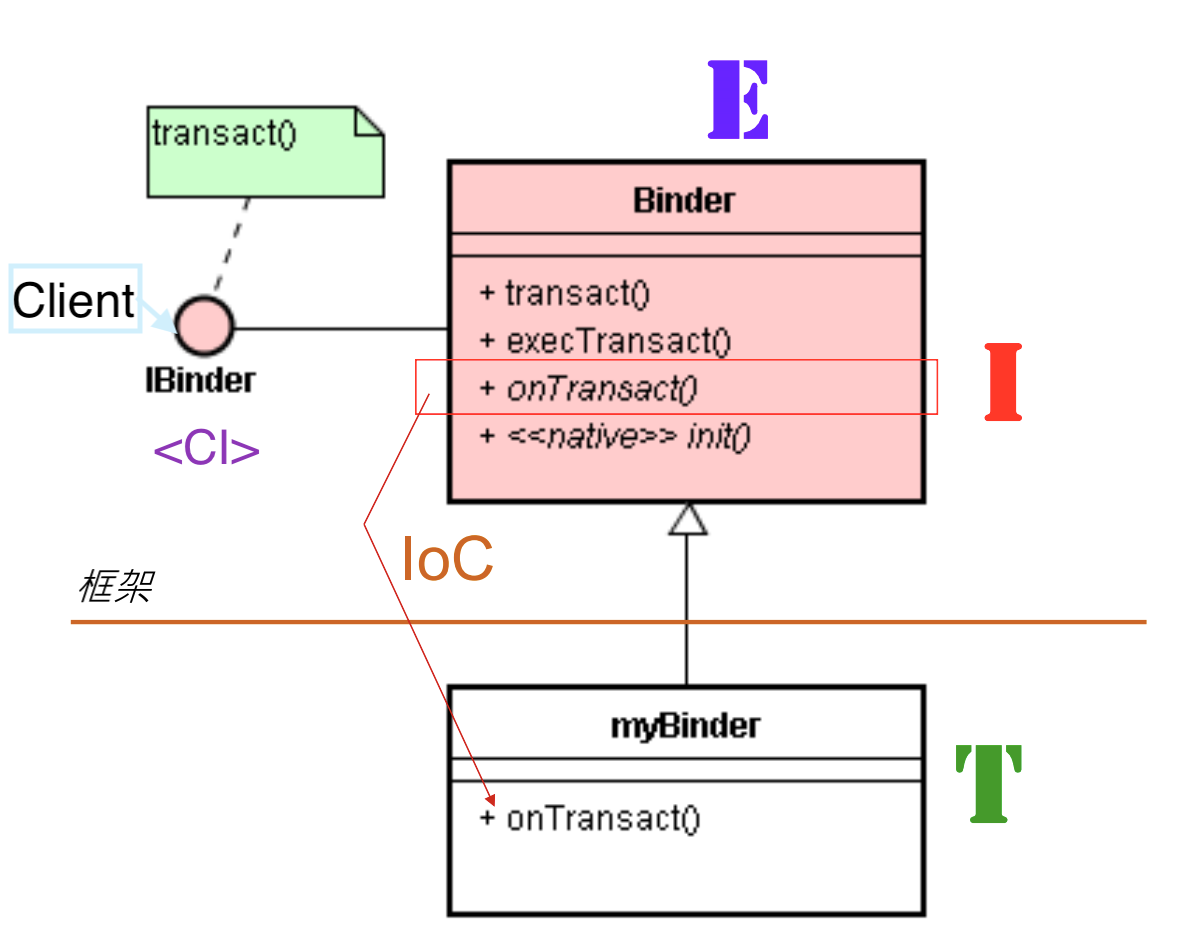 E
transact()
Binder
+ transact()
Client
+ execTransact()
IBinder
+ onTransact()
I
<CI>
+ <<native>> init()
IoC
框架
myBinder
T
+ onTransact()